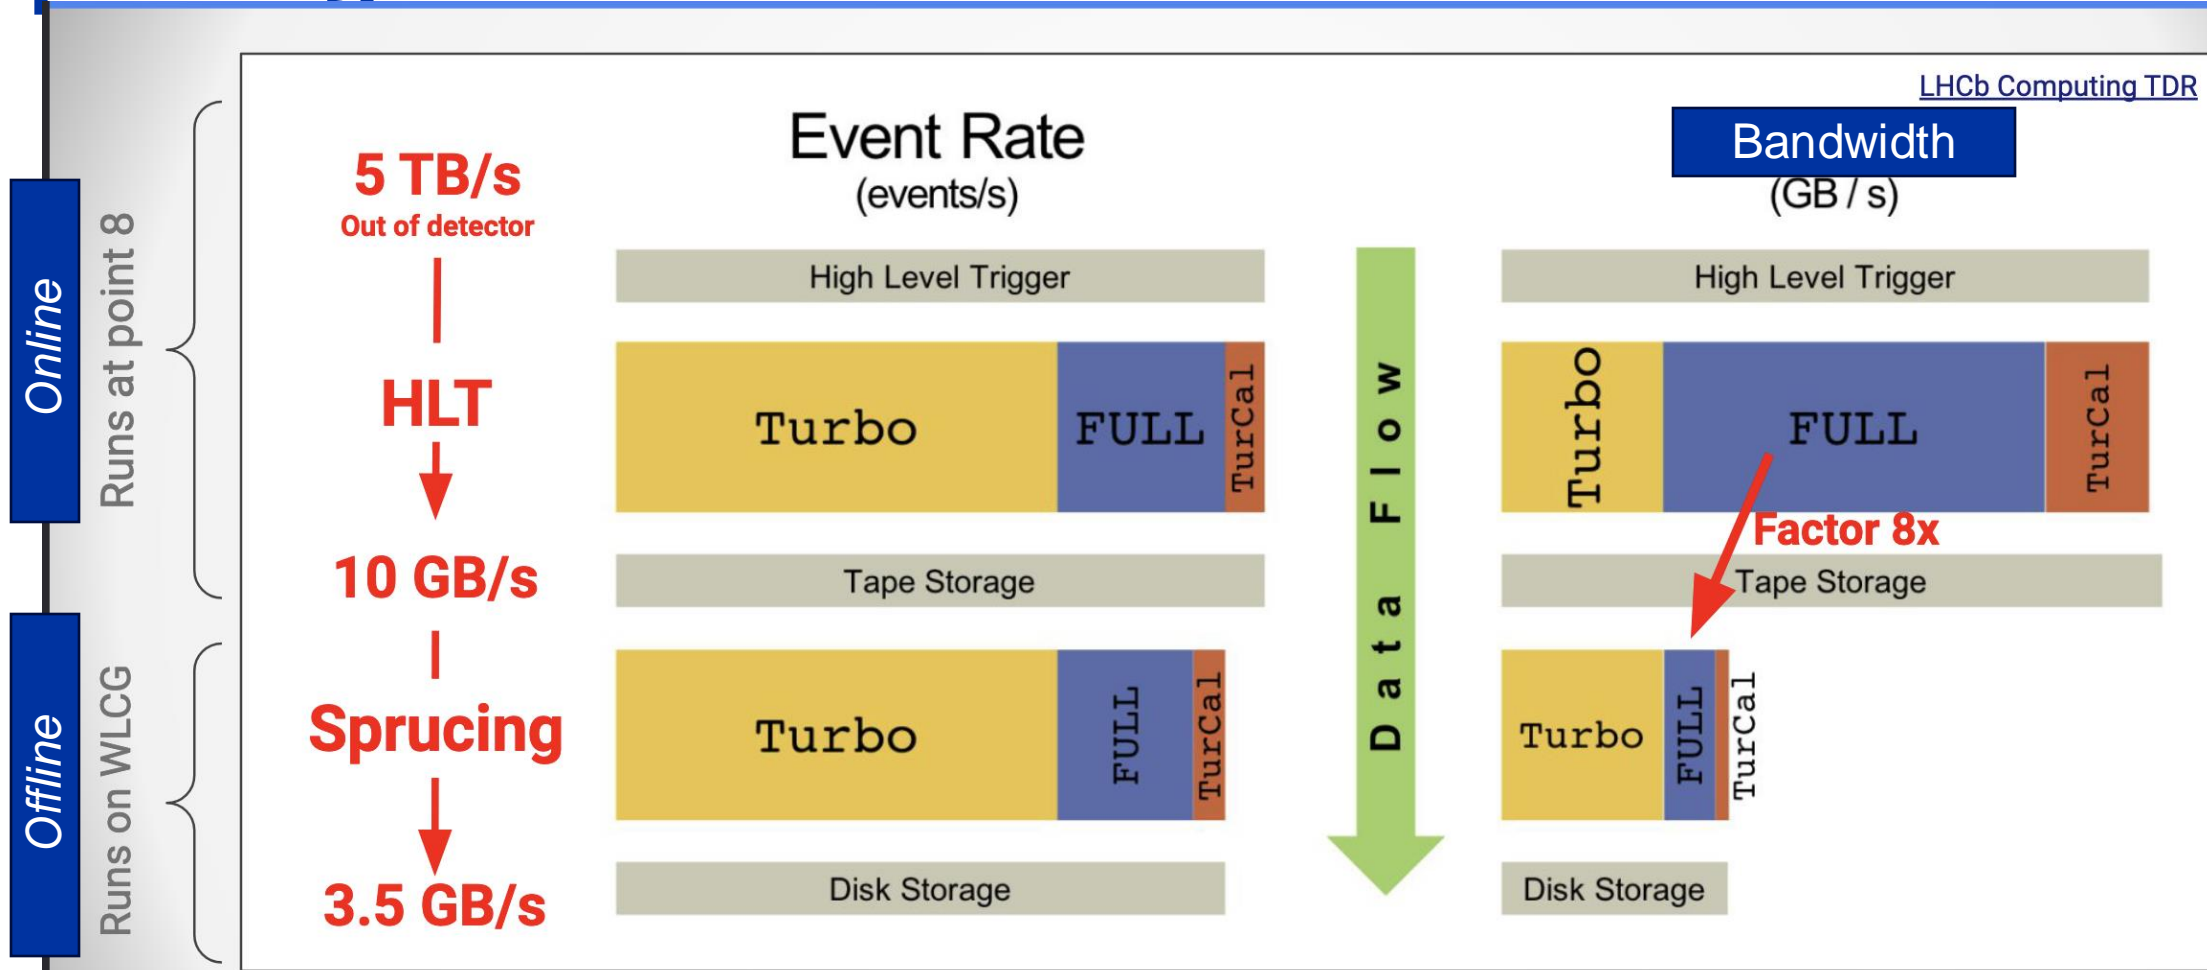 LHCb Computing TDR
Online
Runs at point 8
Offline
Runs on WLCG
5 TB/s
Out of detector
HLT
10 GB/s
Sprucing
3.5 GB/s
Event Rate
(events/s)
High Level Trigger
Turbo
FULL
TurCal
Tape Storage
Turbo
FULL
TurCal
Disk Storage
Data Flow
Bandwidth
(GB / s)
High Level Trigger
Turbo
FULL
TurCal
Factor 8x
Tape Storage
Turbo
FULL
TurCal
Disk Storage